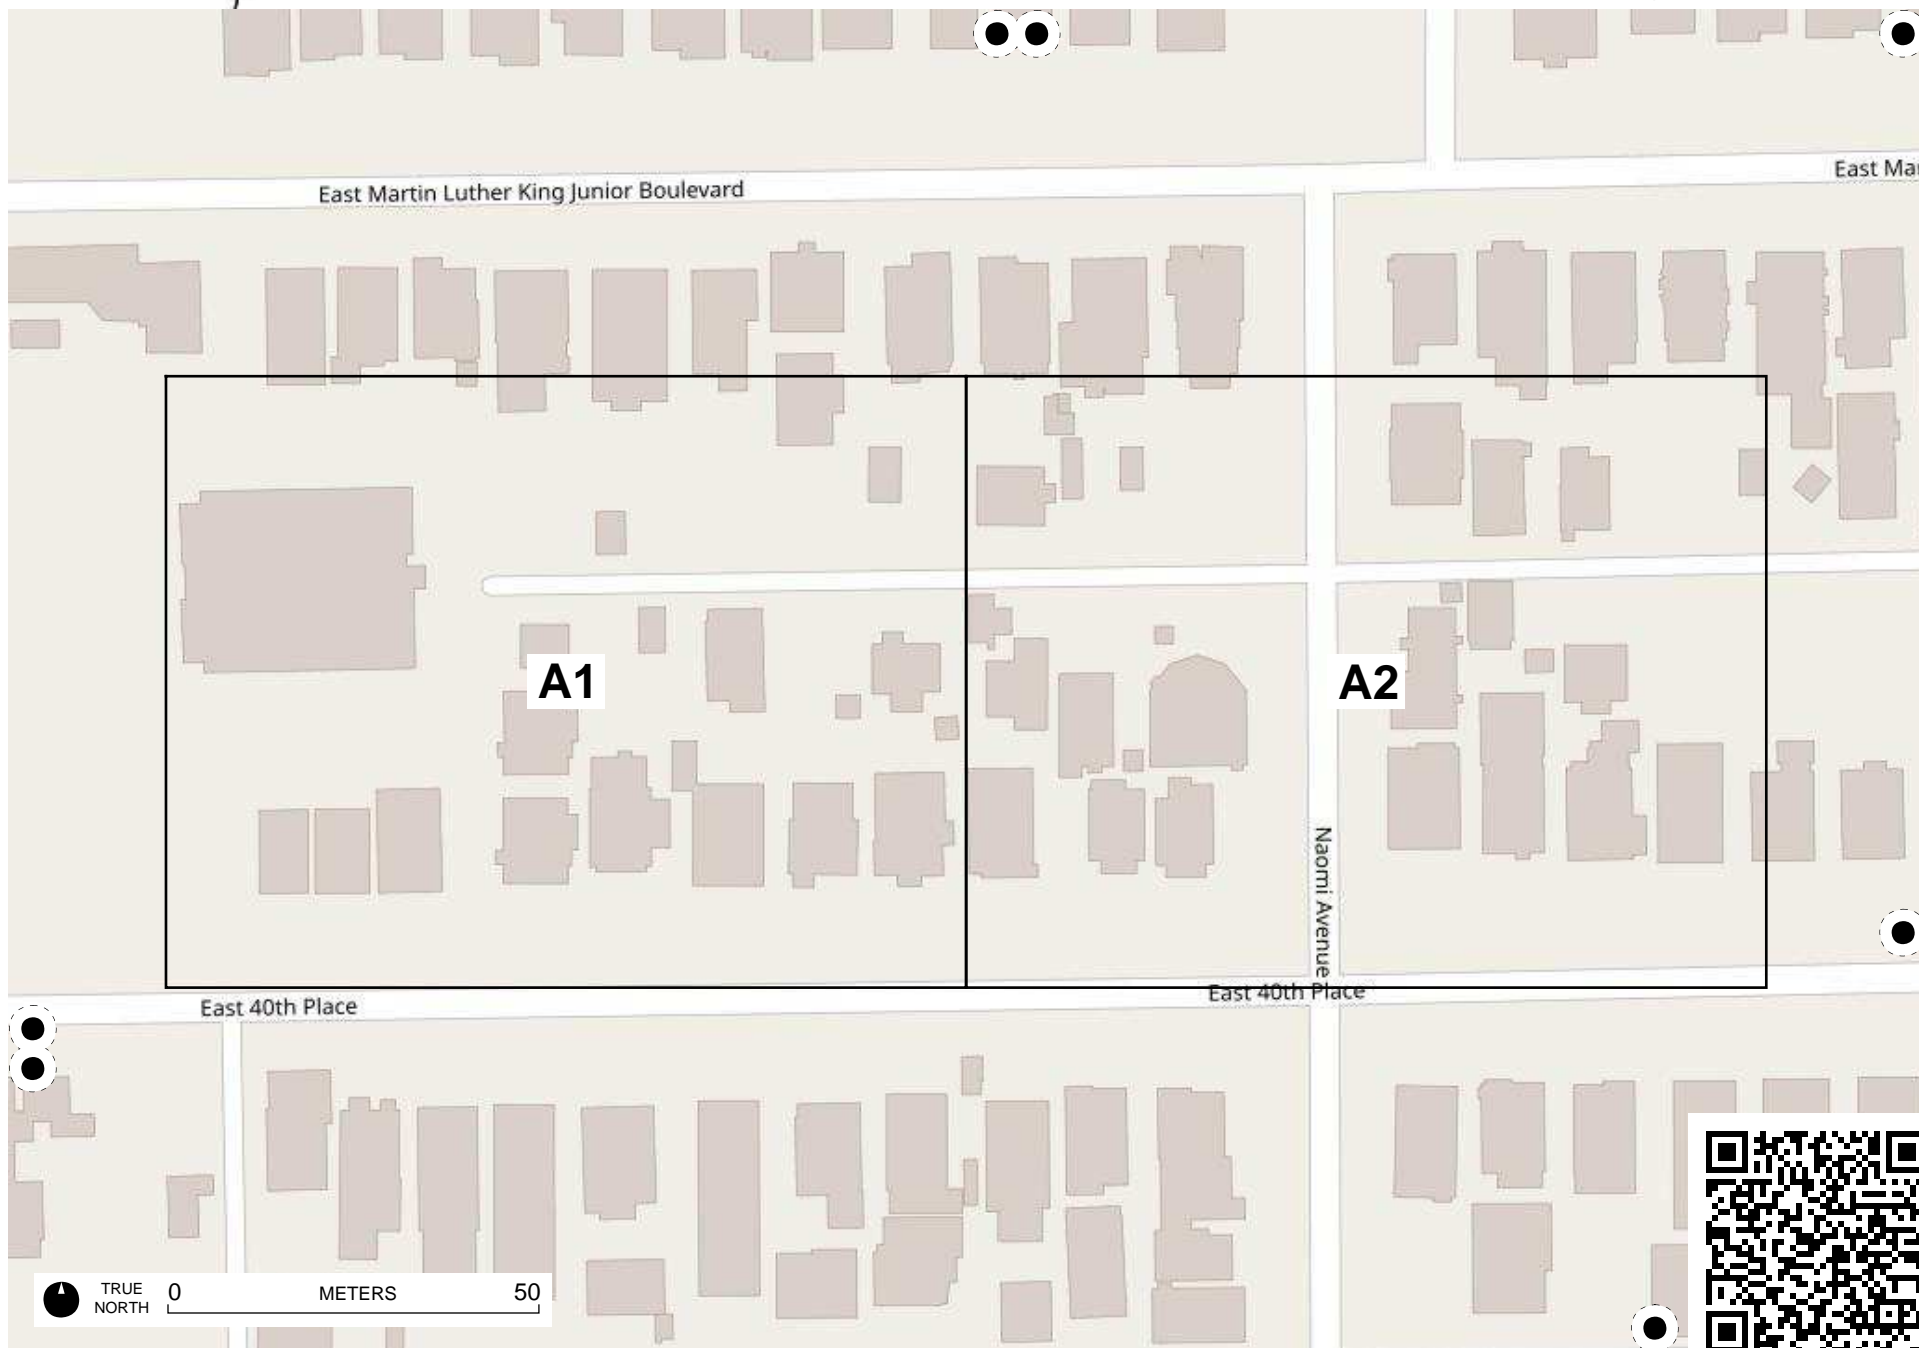 East Martin Luther King Junior Boulevard
East Mar
A1
A2
Naomi Avenue
East 40th Place
East 40th Place
TRUE
NORTH
0 METERS 50